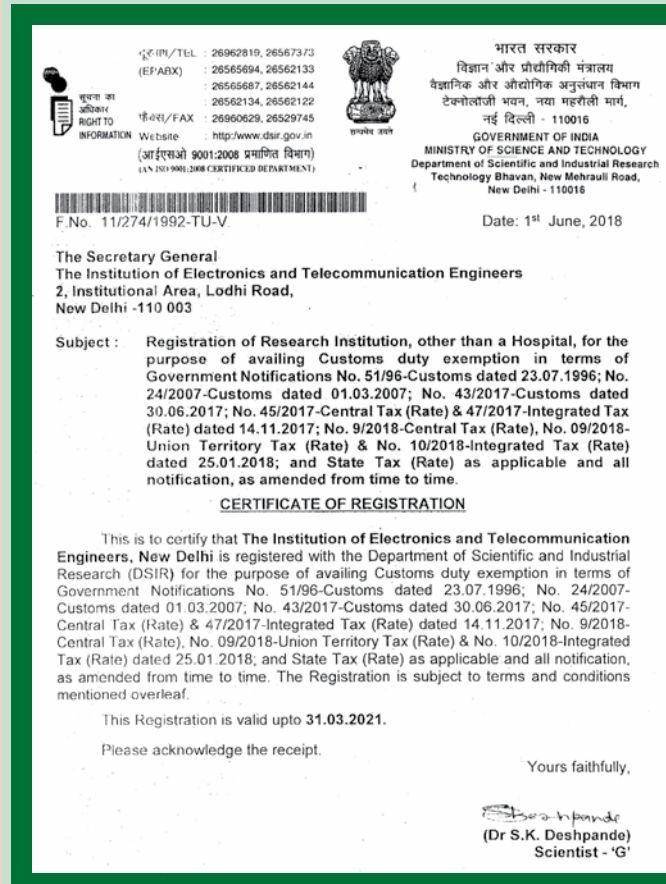 दूरभाष/TEL : 26962819, 26567373
(EPABX) : 26565694, 26562133
: 26565687, 26562144
: 26562134, 26562122
फैक्स/FAX : 26960629, 26529745
Website : http:/www.dsir.gov.in
(आईएसओ 9001:2008 प्रमाणित विभाग)
(AN ISO 9001:2008 CERTIFICED DEPARTMENT)
सूचना का
अधिकार
RIGHT TO
INFORMATION
सत्यमेव जयते
भारत सरकार
विज्ञान और प्रौद्योगिकी मंत्रालय
वैज्ञानिक और औद्योगिक अनुसंधान विभाग
टेक्नोलॉजी भवन, नया महरौली मार्ग,
नई दिल्ली - 110016
GOVERNMENT OF INDIA
MINISTRY OF SCIENCE AND TECHNOLOGY
Department of Scientific and Industrial Research
Technology Bhavan, New Mehrauli Road,
New Delhi - 110016
F.No. 11/274/1992-TU-V
Date: 1st June, 2018
The Secretary General
The Institution of Electronics and Telecommunication Engineers
2, Institutional Area, Lodhi Road,
New Delhi -110 003
Subject : Registration of Research Institution, other than a Hospital, for the
purpose of availing Customs duty exemption in terms of
Government Notifications No. 51/96-Customs dated 23.07.1996; No.
24/2007-Customs dated 01.03.2007; No. 43/2017-Customs dated
30.06.2017; No. 45/2017-Central Tax (Rate) & 47/2017-Integrated Tax
(Rate) dated 14.11.2017; No. 9/2018-Central Tax (Rate), No. 09/2018-
Union Territory Tax (Rate) & No. 10/2018-Integrated Tax (Rate)
dated 25.01.2018; and State Tax (Rate) as applicable and all
notification, as amended from time to time.
CERTIFICATE OF REGISTRATION
This is to certify that The Institution of Electronics and Telecommunication
Engineers, New Delhi is registered with the Department of Scientific and Industrial
Research (DSIR) for the purpose of availing Customs duty exemption in terms of
Government Notifications No. 51/96-Customs dated 23.07.1996; No. 24/2007-
Customs dated 01.03.2007; No. 43/2017-Customs dated 30.06.2017; No. 45/2017-
Central Tax (Rate) & 47/2017-Integrated Tax (Rate) dated 14.11.2017; No. 9/2018-
Central Tax (Rate), No. 09/2018-Union Territory Tax (Rate) & No. 10/2018-Integrated
Tax (Rate) dated 25.01.2018; and State Tax (Rate) as applicable and all notification,
as amended from time to time. The Registration is subject to terms and conditions
mentioned overleaf.
This Registration is valid upto 31.03.2021.
Please acknowledge the receipt.
Yours faithfully,
SDeshpande
(Dr S.K. Deshpande)
Scientist - 'G'